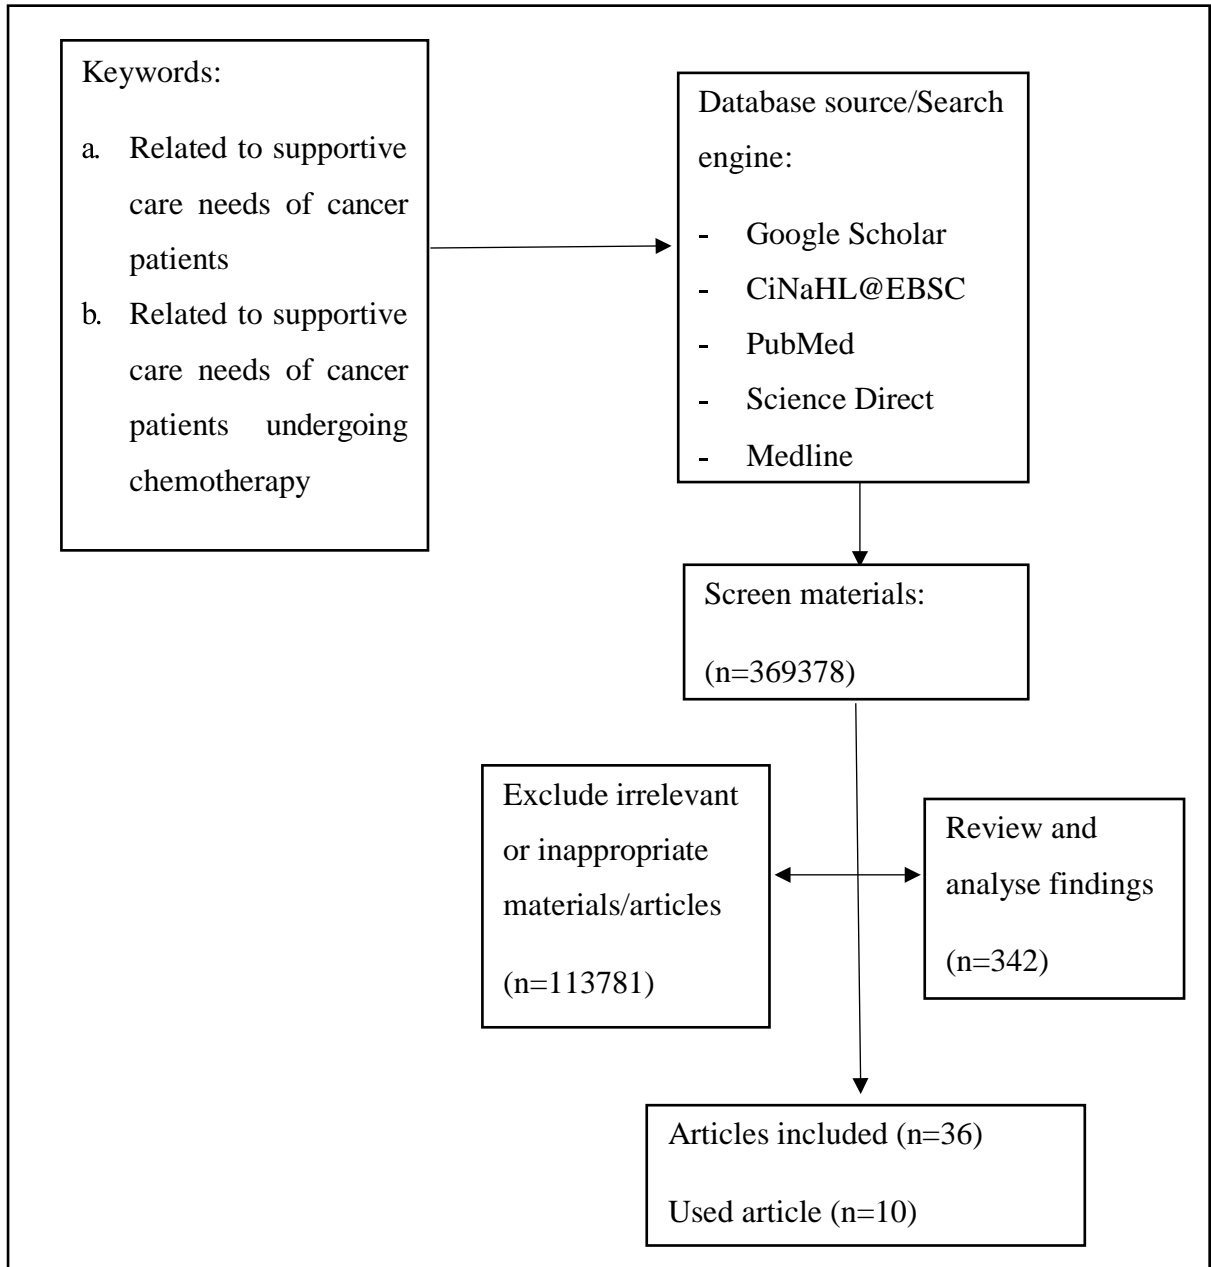 Keywords:
a. Related to supportive
care needs of cancer
patients
b. Related to supportive
care needs of cancer
patients undergoing
chemotherapy
Database source/Search
engine:
- Google Scholar
- CiNaHL@EBSC
- PubMed
- Science Direct
- Medline
Screen materials:
(n=369378)
Exclude irrelevant
or inappropriate
materials/articles
(n=113781)
Review and
analyse findings
(n=342)
Articles included (n=36)
Used article (n=10)